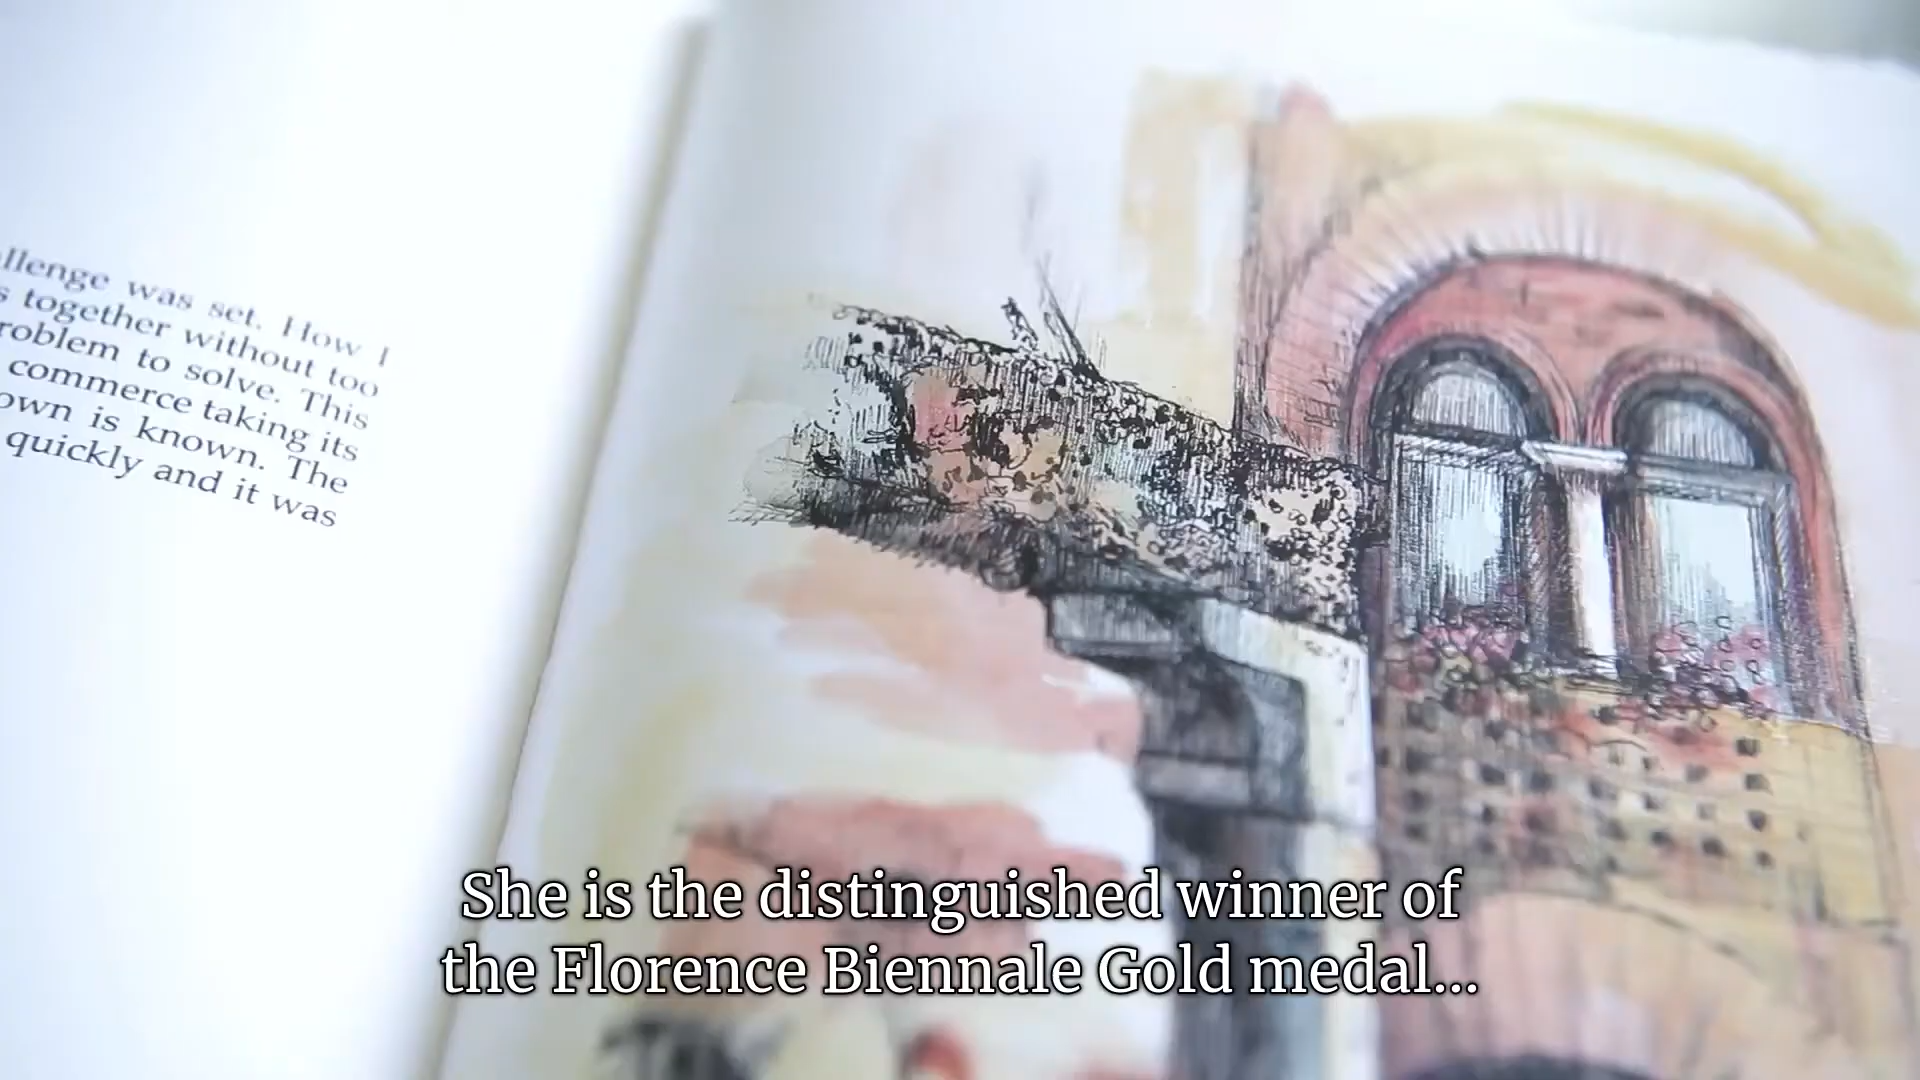 allenge was set. How I
s together without too
roblem to solve. This
commerce taking its
own is known. The
quickly and it was
She is the distinguished winner of
the Florence Biennale Gold medal...